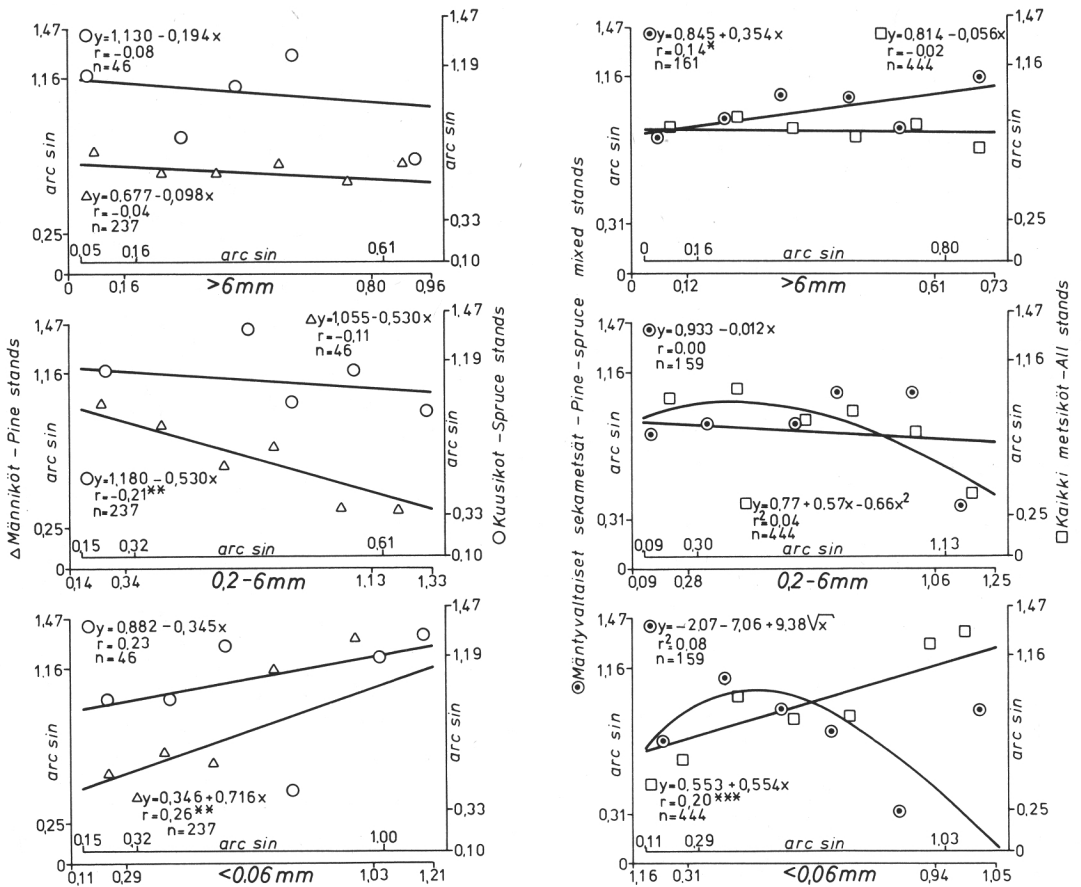 1,47
1,16
0,25
0
arc sin
○y=1,130 -0,194x
r=-0,08
n=46
△y=0,677-0,098x
r=-0,04
n=237
0,05 0,16 arc sin 0,61
0 0,16 >6mm 0,80 0,96
1,47
1,19
arc sin
0,33
0,10
1,47
1,16
0,31
0
arc sin
y=0,845+0,354x
r=0,14*
n=161
□y=0,814-0,056x
r=-0,02
n=444
0 0,16 arc sin 0,80
0 0,12 >6mm 0,61 0,73
1,47
1,16
arc sin
0,25
0
△Männiköt-Pine stands
1,47
1,16
0,25
0
arc sin
△y=1,055-0,530x
r=-0,11
n=46
○y=1,180 -0,530x
r=-0,21**
n=237
0,15 0,32 arc sin 0,61
0,14 0,34 0,2-6mm 1,13 1,33
1,47
1,19
arc sin
0,33
0,10
○Kuusikot-Spruce stands
Mäntyvaltaiset sekametsät-Pine-spruce mixed stands
1,47
1,16
0,31
0
arc sin
y=0,933 -0,012x
r=0,00
n=159
□y=0,77+0,57x-0,66x²
r²=0,04
n=444
0,09 0,30 arc sin 1,13
0,09 0,28 0,2-6mm 1,06 1,25
1,47
1,16
arc sin
0,25
0
□Kaikki metsiköt-All stands
1,47
1,16
0,25
0
arc sin
○y=0,882 -0,345x
r=0,23
n=46
△y=0,346+0,716x
r=0,26**
n=237
0,15 0,32 arc sin 1,00
0,11 0,29 <0,06mm 1,03 1,21
1,47
1,19
arc sin
0,33
0,10
1,47
1,16
0,31
0
arc sin
y=-2,07-7,06+9,38√x
r²=0,08
n=159
□y=0,553+0,554x
r=0,20***
n=444
0,11 0,29 arc sin 1,03
1,16 0,31 <0,06mm 0,94 1,05
1,47
1,16
arc sin
0,25
0